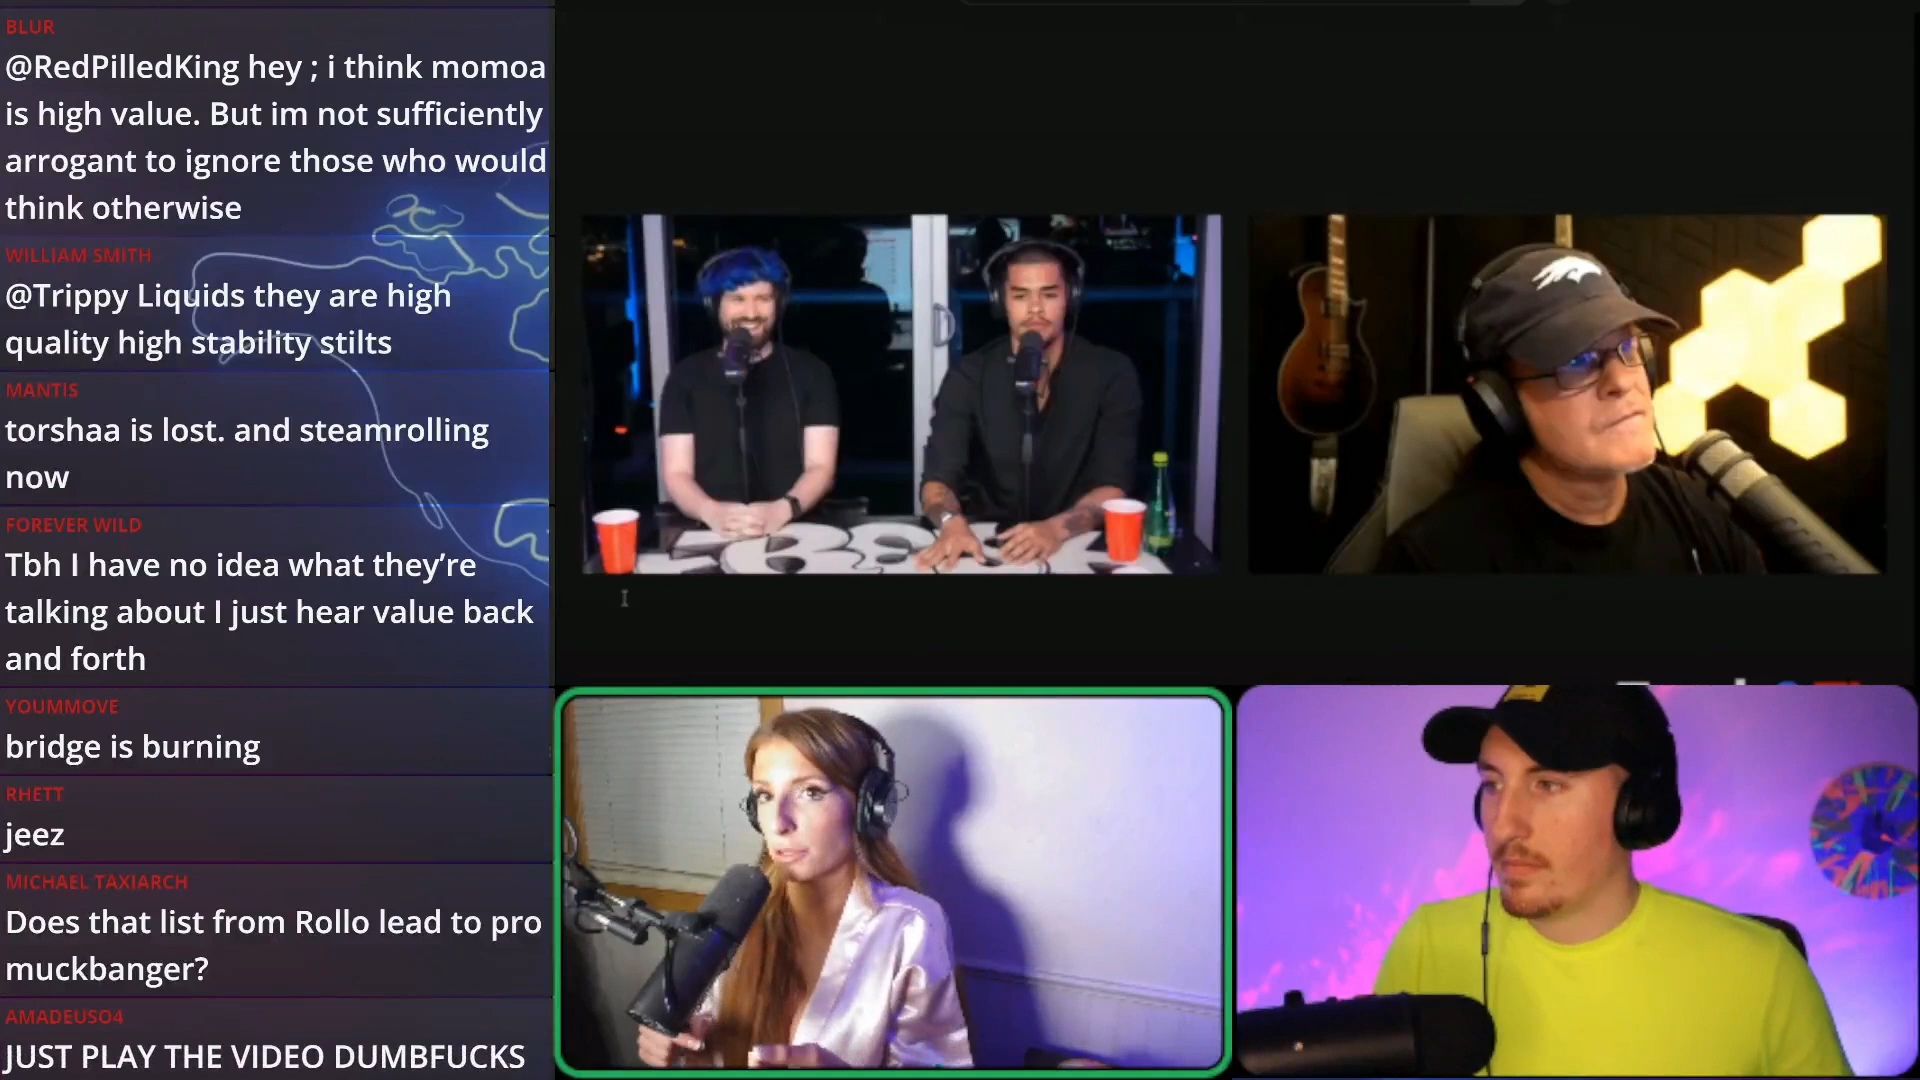 BLUR
@RedPilledKing hey ; i think momoa
is high value. But im not sufficiently
arrogant to ignore those who would
think otherwise
WILLIAM SMITH
@Trippy Liquids they are high
quality high stability stilts
MANTIS
torshaa is lost. and steamrolling
now
FOREVER WILD
Tbh I have no idea what they’re
talking about I just hear value back
and forth
YOUMMOVE
bridge is burning
RHETT
jeez
MICHAEL TAXIARCH
Does that list from Rollo lead to pro
muckbanger?
AMADEUSO4
JUST PLAY THE VIDEO DUMBFUCKS